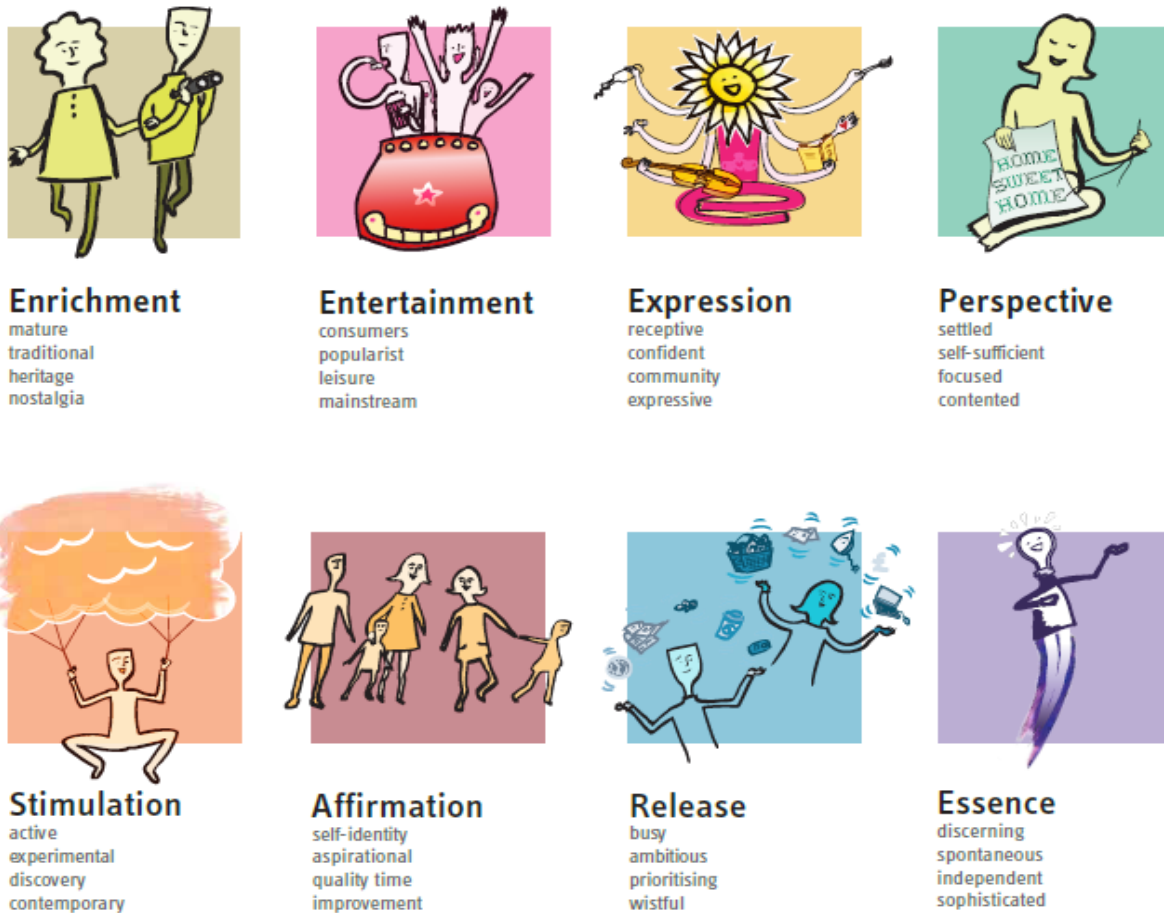 HOME
SWEET
HOME
Enrichment
mature
traditional
heritage
nostalgia
Entertainment
consumers
popularist
leisure
mainstream
Expression
receptive
confident
community
expressive
Perspective
settled
self-sufficient
focused
contented
Stimulation
active
experimental
discovery
contemporary
Affirmation
self-identity
aspirational
quality time
improvement
Release
busy
ambitious
prioritising
wistful
Essence
discerning
spontaneous
independent
sophisticated